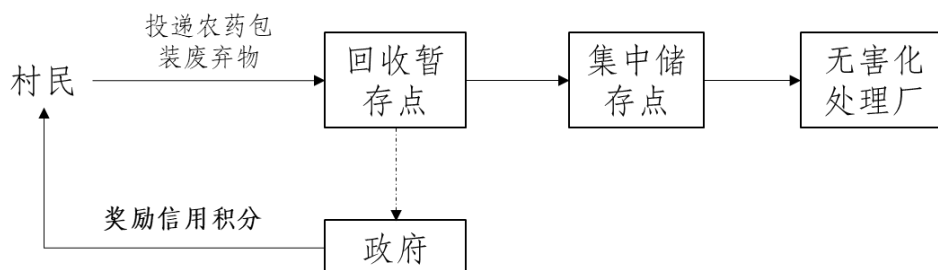 投递农药包
装废弃物
村民
回收暂
存点
集中储
存点
无害化
处理厂
奖励信用积分
政府